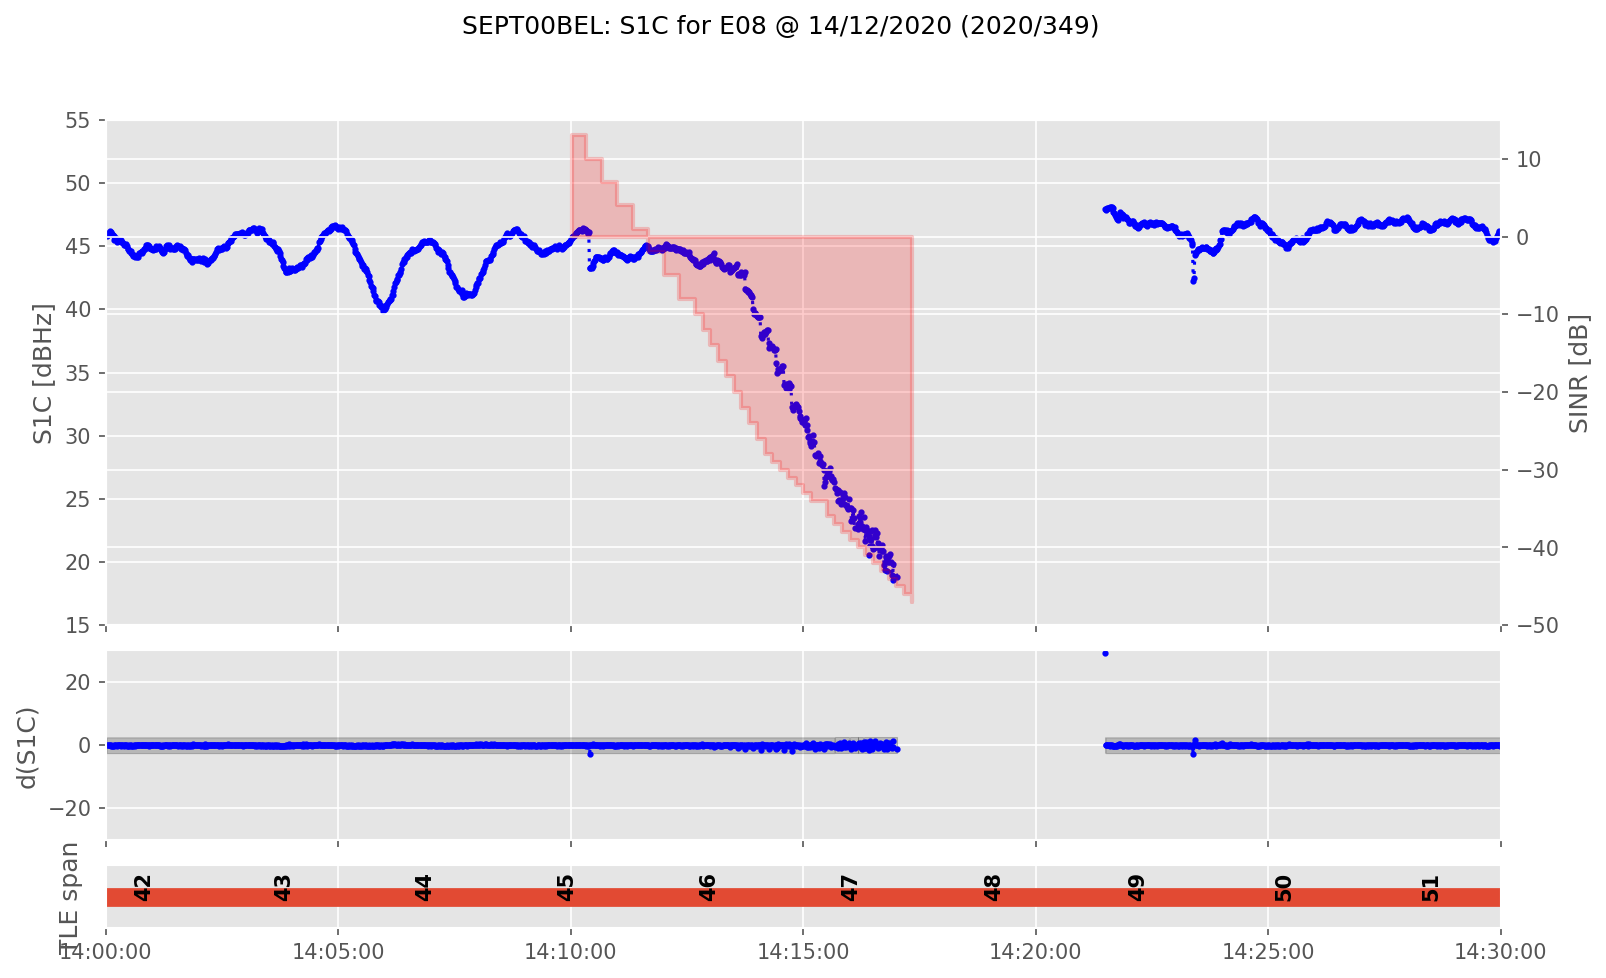 SEPT00BEL: S1C for E08 @ 14/12/2020 (2020/349)
55
50
45
40
35
30
25
20
15
S1C [dBHz]
10
0
−10
−20
−30
−40
−50
SINR [dB]
20
0
−20
d(S1C)
TLE span
42 43 44 45 46 47 48 49 50 51
14:00:00 14:05:00 14:10:00 14:15:00 14:20:00 14:25:00 14:30:00